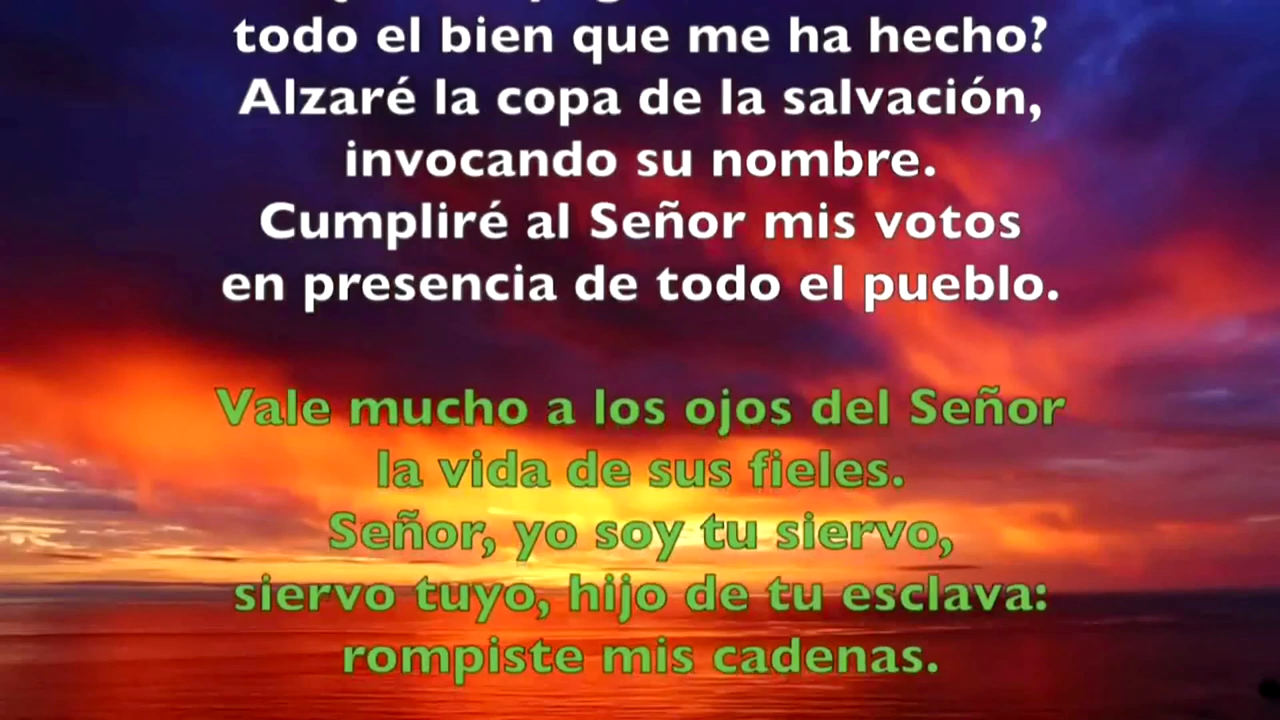 todo el bien que me ha hecho?
Alzaré la copa de la salvación,
invocando su nombre.
Cumpliré al Señor mis votos
en presencia de todo el pueblo.
Vale mucho a los ojos del Señor
la vida de sus fieles.
Señor, yo soy tu siervo,
siervo tuyo, hijo de tu esclava:
rompiste mis cadenas.